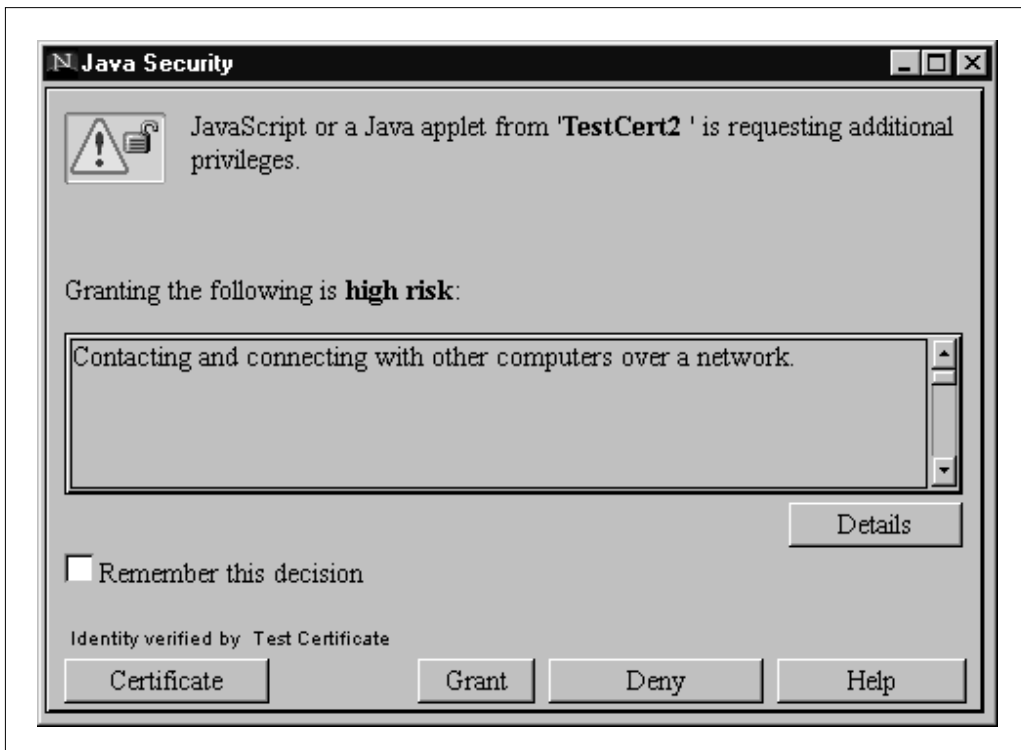 N Java Security
JavaScript or a Java applet from 'TestCert2 ' is requesting additional
privileges.
Granting the following is high risk:
Contacting and connecting with other computers over a network.
Details
Remember this decision
Identity verified by Test Certificate
Certificate Grant Deny Help